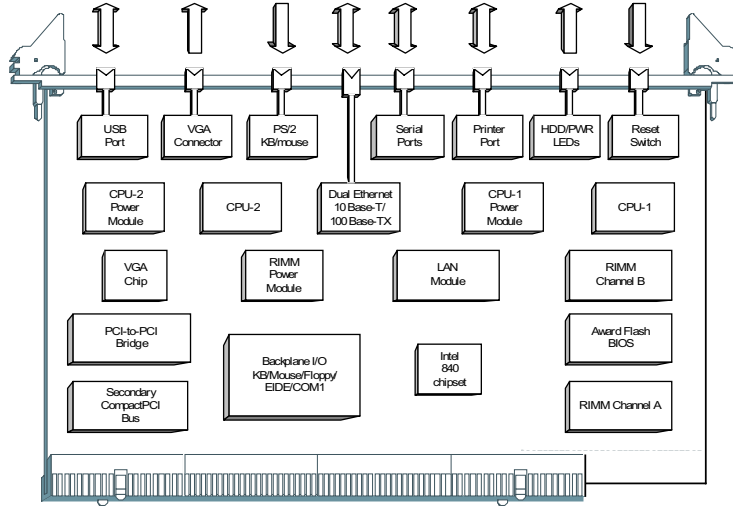 USB
Port
VGA
Connector
PS/2
KB/mouse
Serial
Ports
Printer
Port
HDD/PWR
LEDs
Reset
Switch
CPU-2
Power
Module
CPU-2
Dual Ethernet
10 Base-T/
100 Base-TX
CPU-1
Power
Module
CPU-1
VGA
Chip
RIMM
Power
Module
LAN
Module
RIMM
Channel B
PCI-to-PCI
Bridge
Backplane I/O
KB/Mouse/Floppy/
EIDE/COM1
Intel
840
chipset
Award Flash
BIOS
Secondary
CompactPCI
Bus
RIMM Channel A